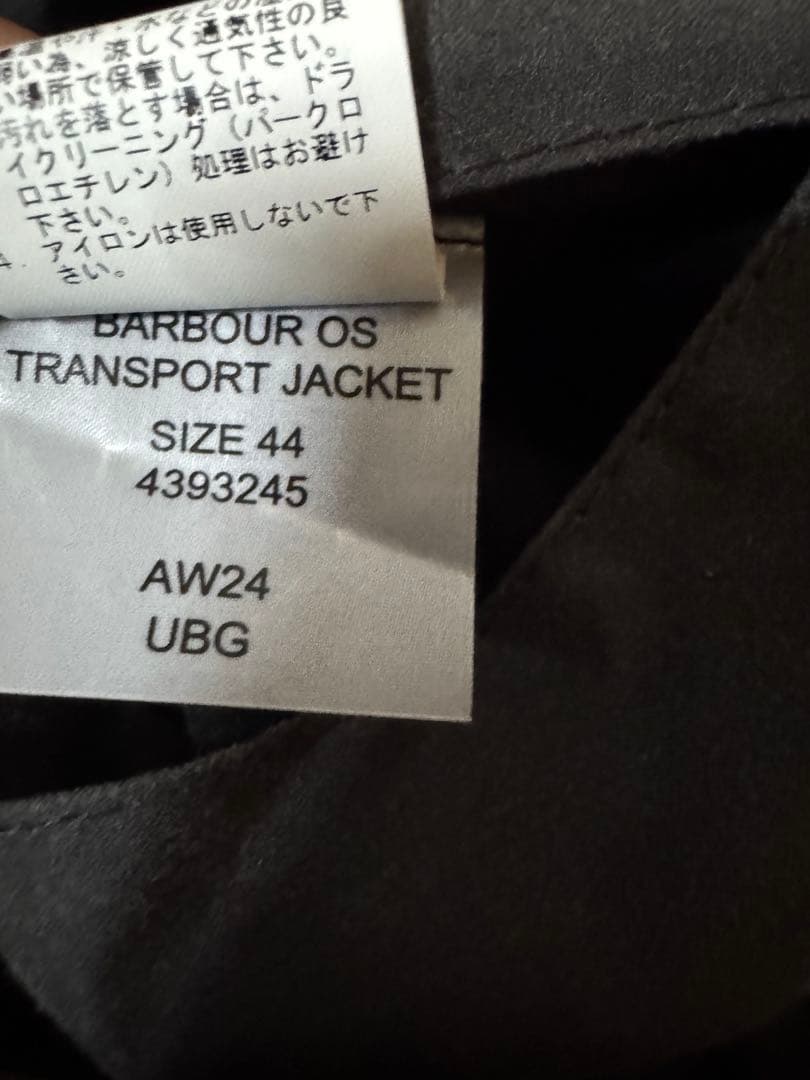 弱い為、涼しく通気性の良
い場所で保管して下さい。
汚れを落とす場合は、ドラ
イクリーニング（パークロ
ロエチレン）処理はお避け
下さい。
4. アイロンは使用しないで下
さい。
BARBOUR OS
TRANSPORT JACKET
SIZE 44
4393245
AW24
UBG